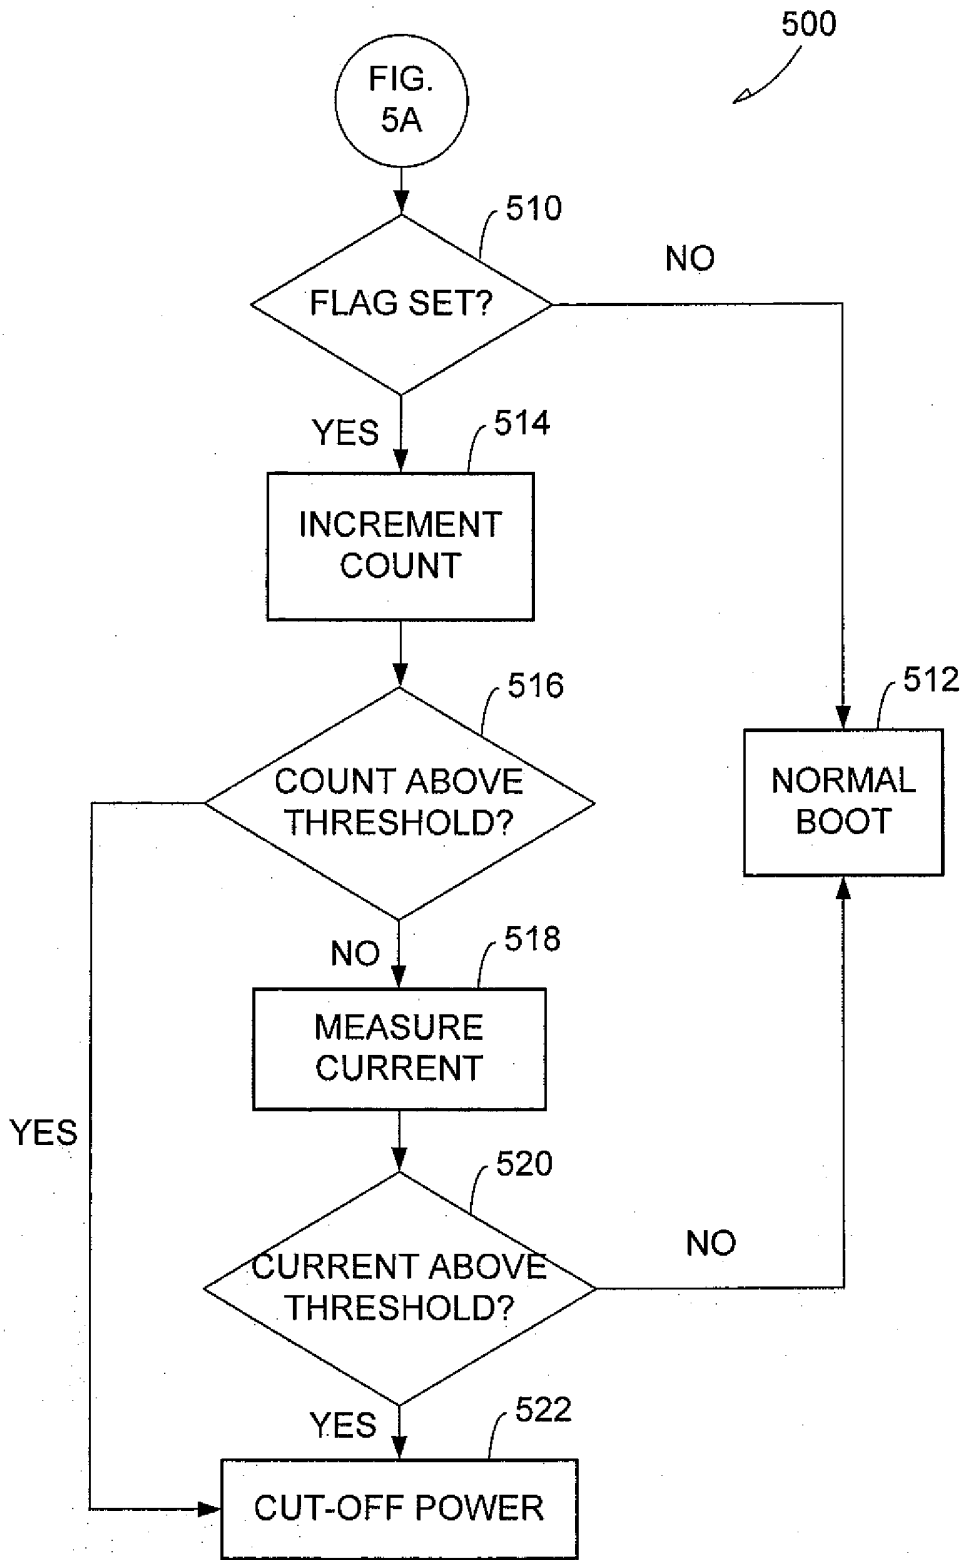 500
FIG.
5A
510
FLAG SET?
NO
YES
514
INCREMENT
COUNT
516
COUNT ABOVE
THRESHOLD?
512
NORMAL
BOOT
NO
518
MEASURE
CURRENT
YES
520
CURRENT ABOVE
THRESHOLD?
NO
YES
522
CUT-OFF POWER